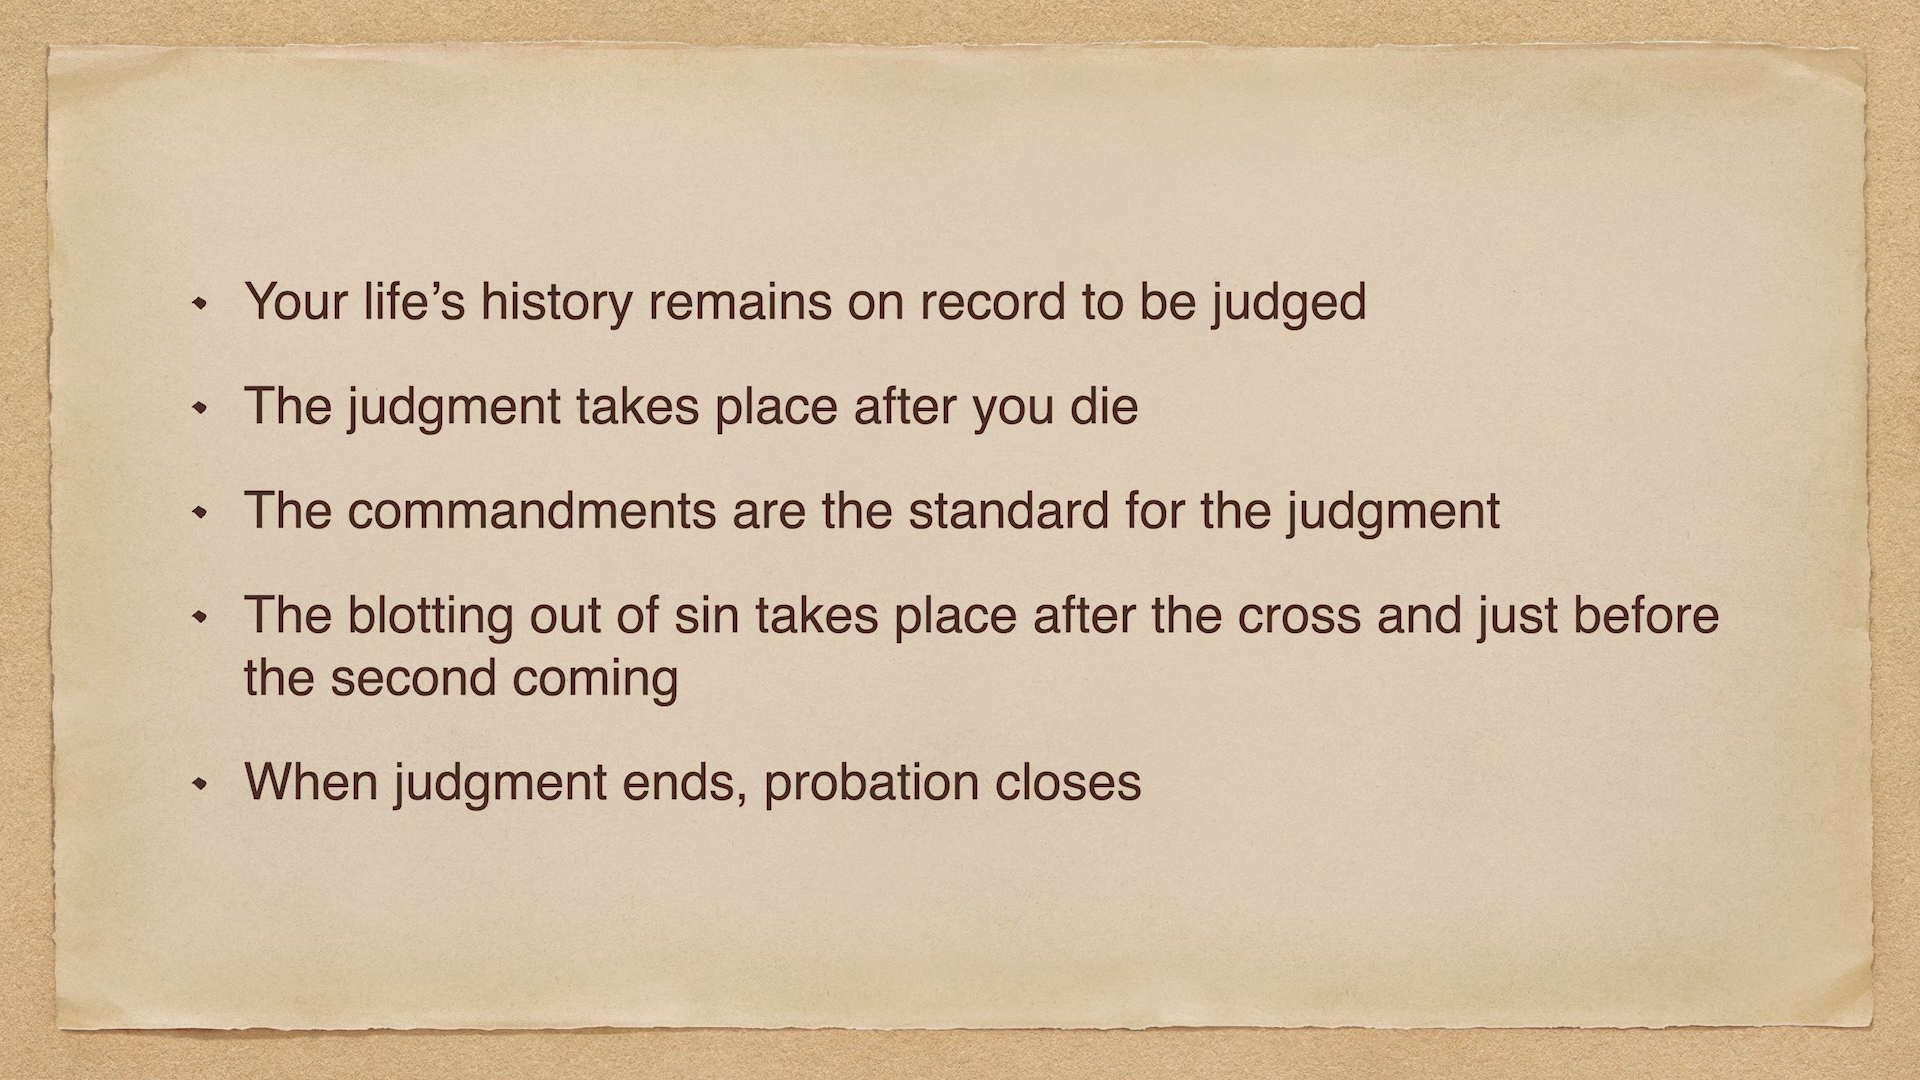 Your life’s history remains on record to be judged
The judgment takes place after you die
The commandments are the standard for the judgment
The blotting out of sin takes place after the cross and just before
the second coming
When judgment ends, probation closes